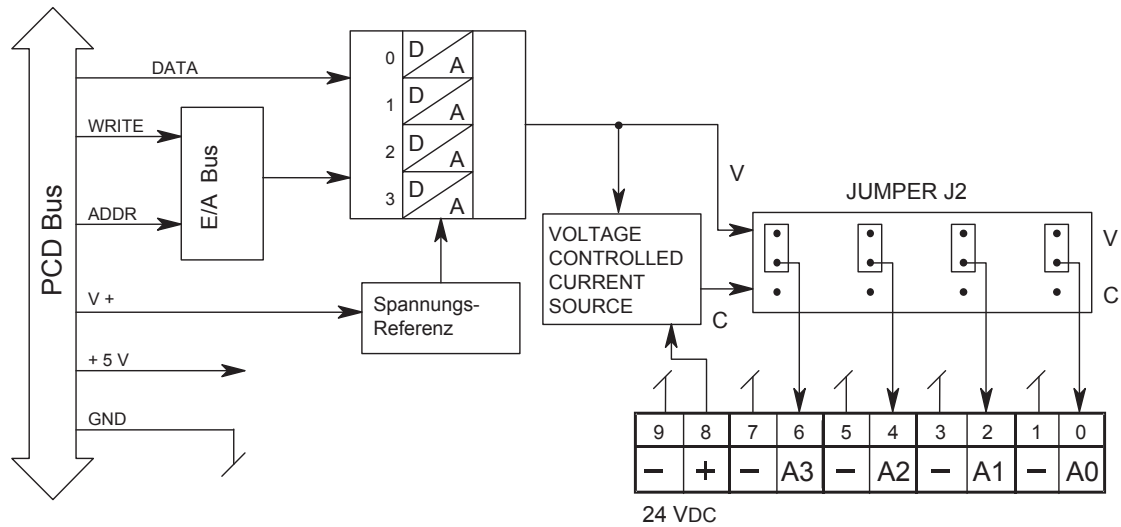 PCD Bus
DATA
WRITE
ADDR
V +
+ 5 V
GND
E/A Bus
0 D A
1 D A
2 D A
3 D A
Spannungs-
Referenz
VOLTAGE
CONTROLLED
CURRENT
SOURCE
V
C
JUMPER J2
V
C
9 8 7 6 5 4 3 2 1 0
– + – A3 – A2 – A1 – A0
24 VDC